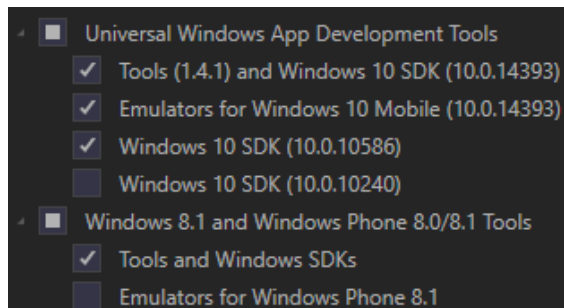 Universal Windows App Development Tools
Tools (1.4.1) and Windows 10 SDK (10.0.14393)
Emulators for Windows 10 Mobile (10.0.14393)
Windows 10 SDK (10.0.10586)
Windows 10 SDK (10.0.10240)
Windows 8.1 and Windows Phone 8.0/8.1 Tools
Tools and Windows SDKs
Emulators for Windows Phone 8.1